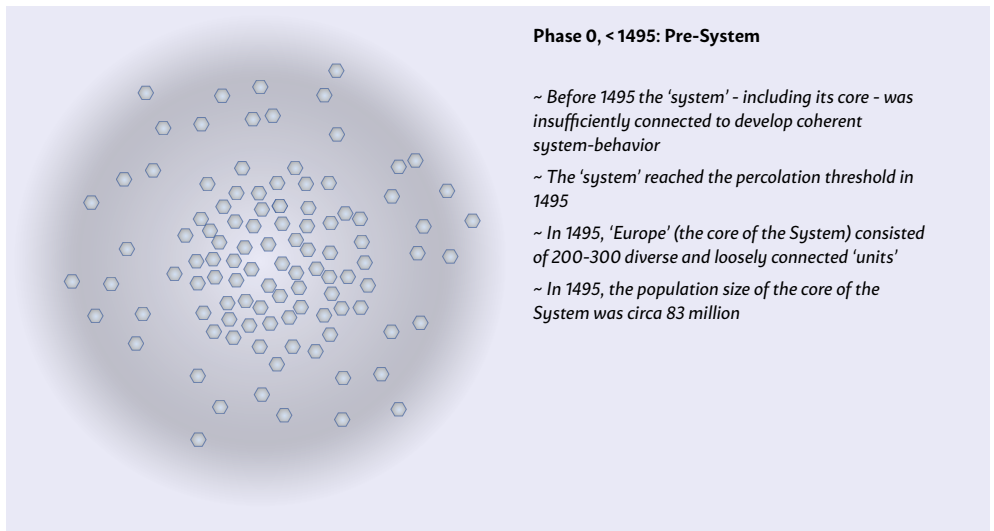 Phase 0, < 1495: Pre-System
~ Before 1495 the ‘system’ - including its core - was
insufficiently connected to develop coherent
system-behavior
~ The ‘system’ reached the percolation threshold in
1495
~ In 1495, ‘Europe’ (the core of the System) consisted
of 200-300 diverse and loosely connected ‘units’
~ In 1495, the population size of the core of the
System was circa 83 million